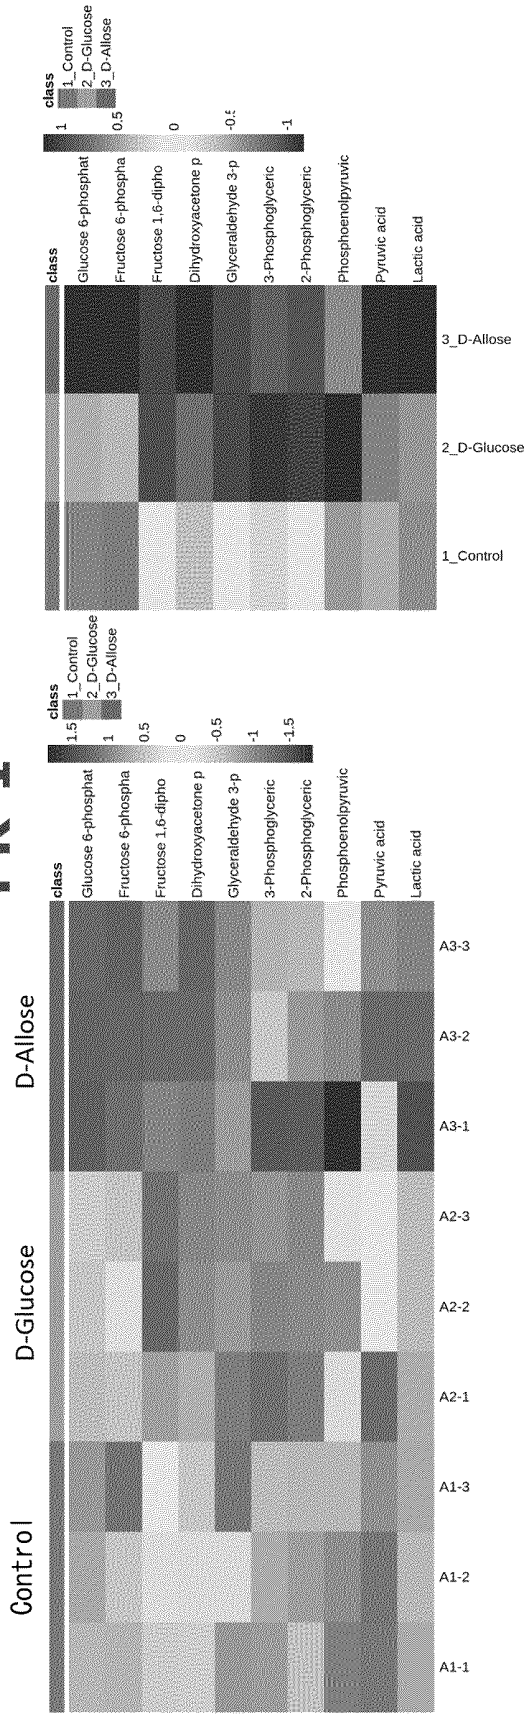 class
1_Control
2_D-Glucose
3_D-Allose
1
0.5
0
-0.5
-1
class
Glucose 6-phosphat
Fructose 6-phospha
Fructose 1,6-dipho
Dihydroxyacetone p
Glyceraldehyde 3-p
3-Phosphoglyceric
2-Phosphoglyceric
Phosphoenolpyruvic
Pyruvic acid
Lactic acid
3_D-Allose
2_D-Glucose
1_Control
class
1_Control
2_D-Glucose
3_D-Allose
1.5
1
0.5
0
-0.5
-1
-1.5
class
Glucose 6-phosphat
Fructose 6-phospha
Fructose 1,6-dipho
Dihydroxyacetone p
Glyceraldehyde 3-p
3-Phosphoglyceric
2-Phosphoglyceric
Phosphoenolpyruvic
Pyruvic acid
Lactic acid
D-Allose
D-Glucose
Control
A3-3
A3-2
A3-1
A2-3
A2-2
A2-1
A1-3
A1-2
A1-1